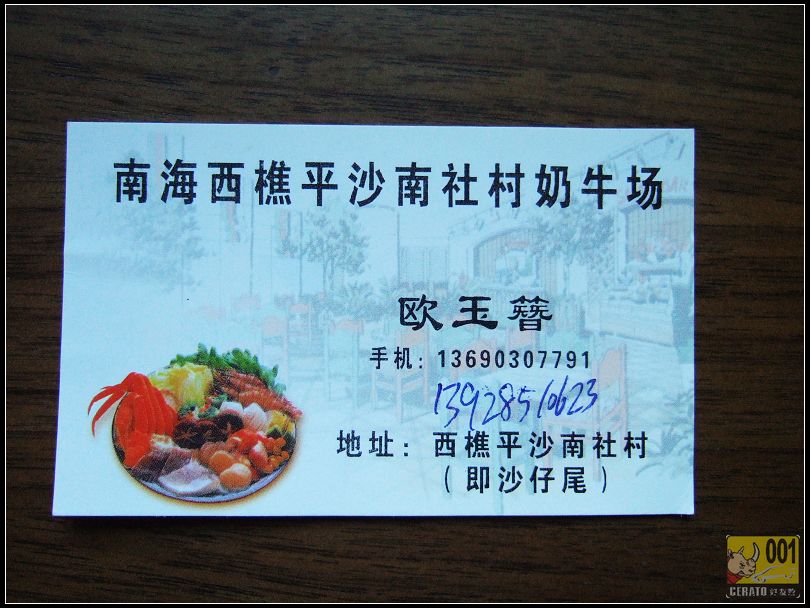 南海西樵平沙南社村奶牛场
欧玉簪
手机：13690307791
13928510623
地址：西樵平沙南社村
（即沙仔尾）
001
CERATO